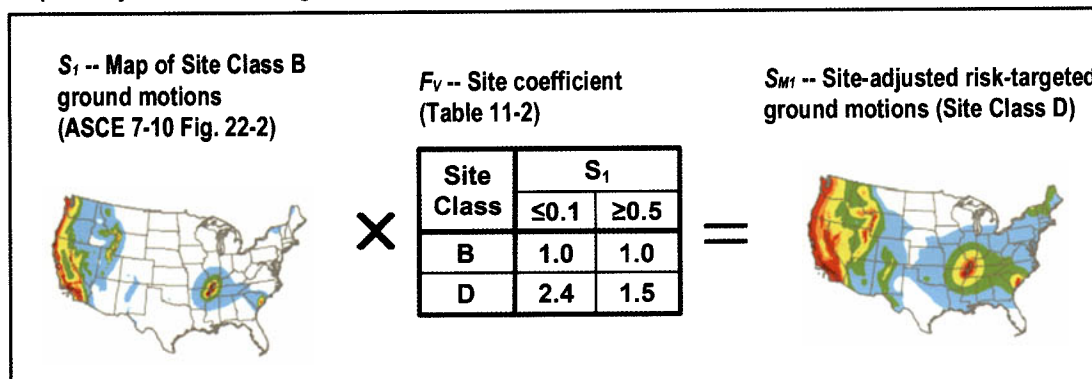 S1 -- Map of Site Class B
ground motions
(ASCE 7-10 Fig. 22-2)
FV -- Site coefficient
(Table 11-2)
SM1 -- Site-adjusted risk-targeted
ground motions (Site Class D)
Site Class S1
≤0.1 ≥0.5
B 1.0 1.0
D 2.4 1.5
× =